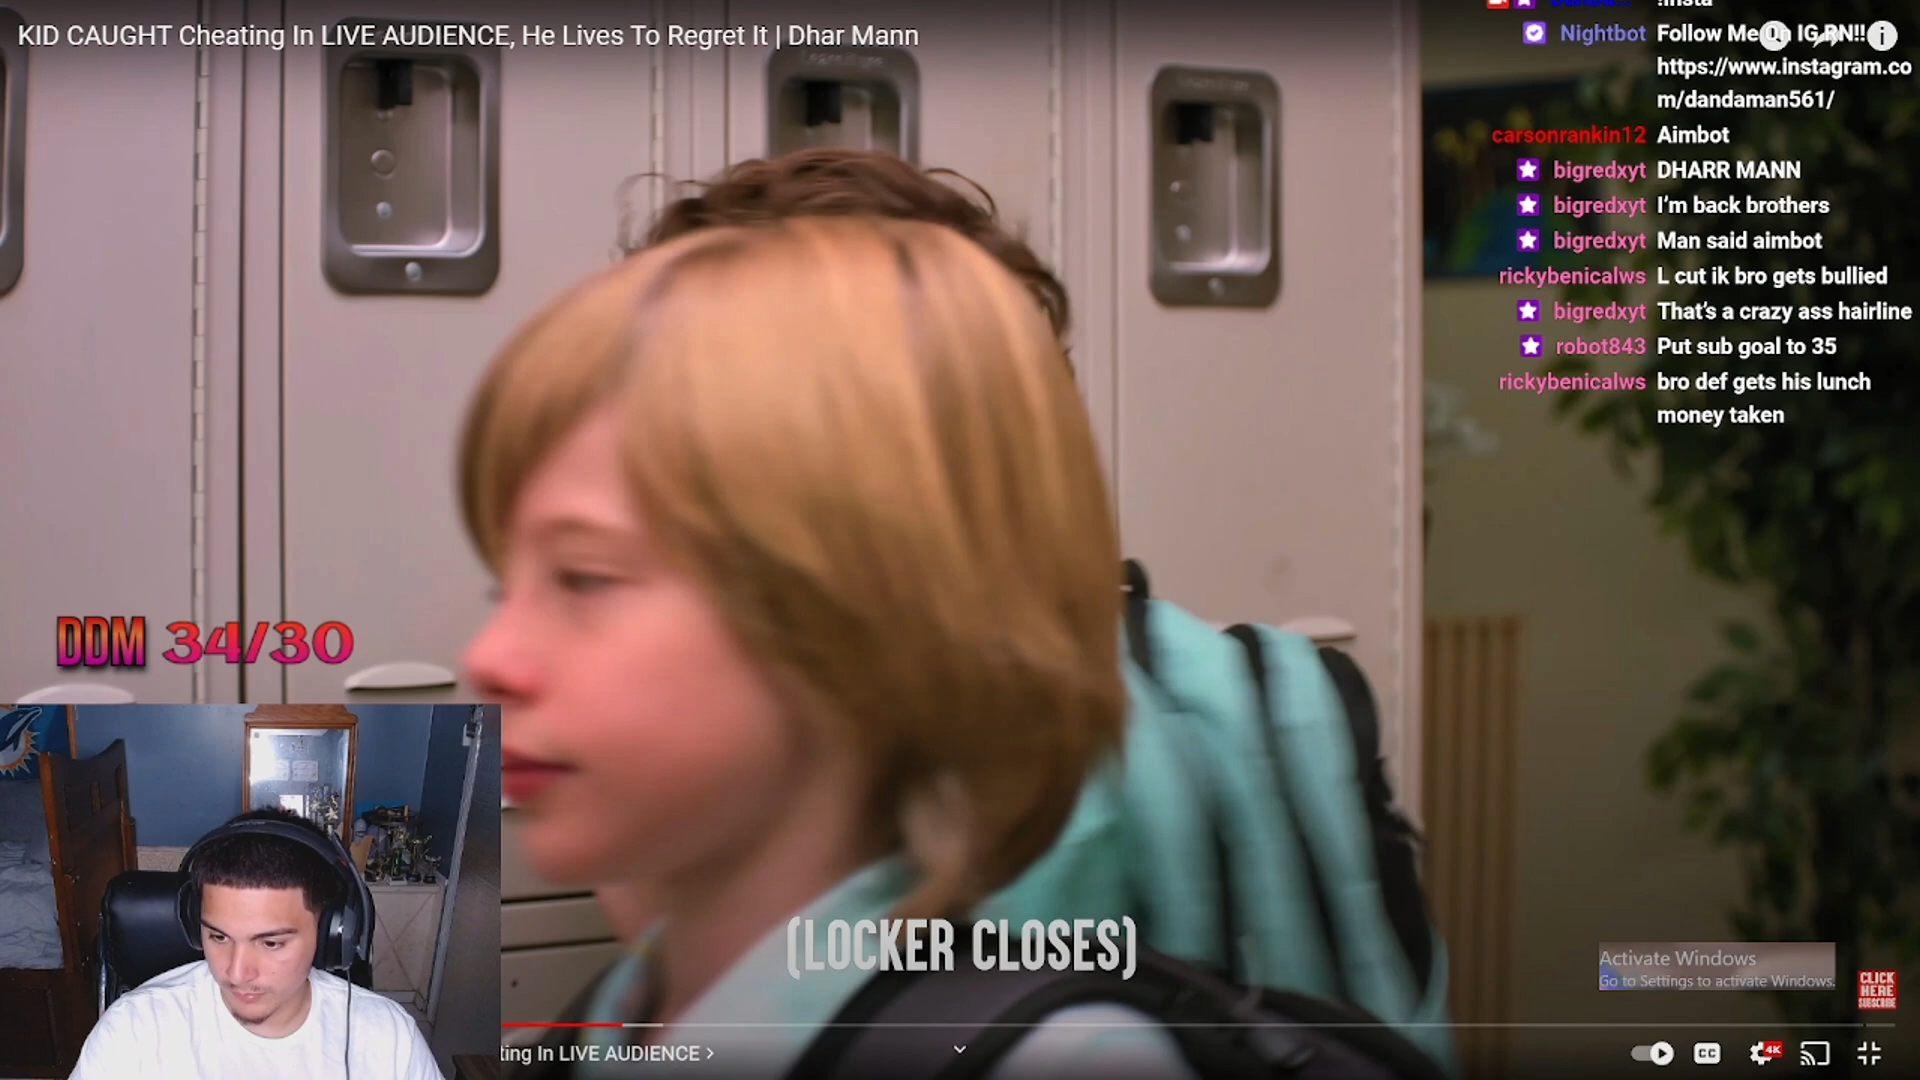 KID CAUGHT Cheating In LIVE AUDIENCE, He Lives To Regret It | Dhar Mann
!insta
Nightbot Follow Me On IG RN!!
https://www.instagram.co
m/dandaman561/
carsonrankin12 Aimbot
bigredxyt DHARR MANN
bigredxyt I'm back brothers
bigredxyt Man said aimbot
rickybenicalws L cut ik bro gets bullied
bigredxyt That's a crazy ass hairline
robot843 Put sub goal to 35
rickybenicalws bro def gets his lunch
money taken
DDM 34/30
(LOCKER CLOSES)
Activate Windows
Go to Settings to activate Windows.
CLICK
HERE
SUBSCRIBE
ting In LIVE AUDIENCE >
CC
4K